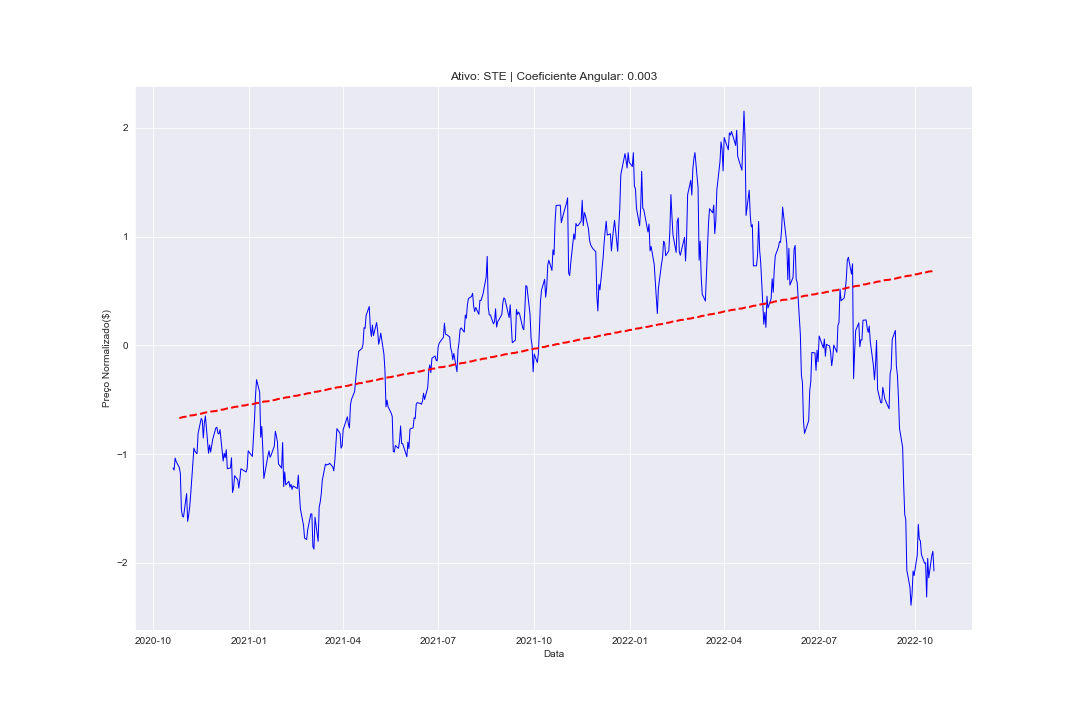 Ativo: STE | Coeficiente Angular: 0.003
Preço Normalizado($)
2
1
0
−1
−2
2020-10 2021-01 2021-04 2021-07 2021-10 2022-01 2022-04 2022-07 2022-10
Data